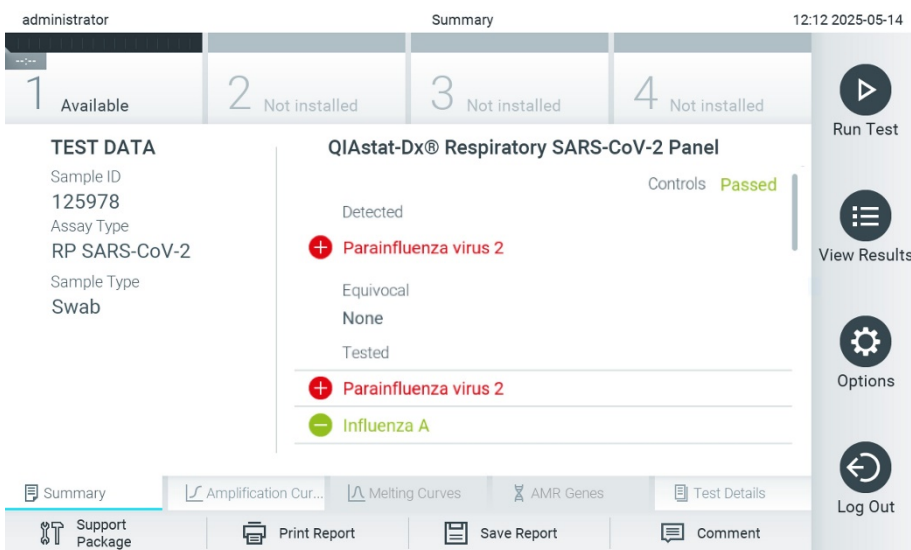 administrator
Summary
12:12 2025-05-14
--:--
1 Available
2 Not installed
3 Not installed
4 Not installed
Run Test
View Results
Options
Log Out
TEST DATA
Sample ID
125978
Assay Type
RP SARS-CoV-2
Sample Type
Swab
QIAstat-Dx® Respiratory SARS-CoV-2 Panel
Controls Passed
Detected
Parainfluenza virus 2
Equivocal
None
Tested
Parainfluenza virus 2
Influenza A
Summary
Amplification Cur...
Melting Curves
AMR Genes
Test Details
Support
Package
Print Report
Save Report
Comment